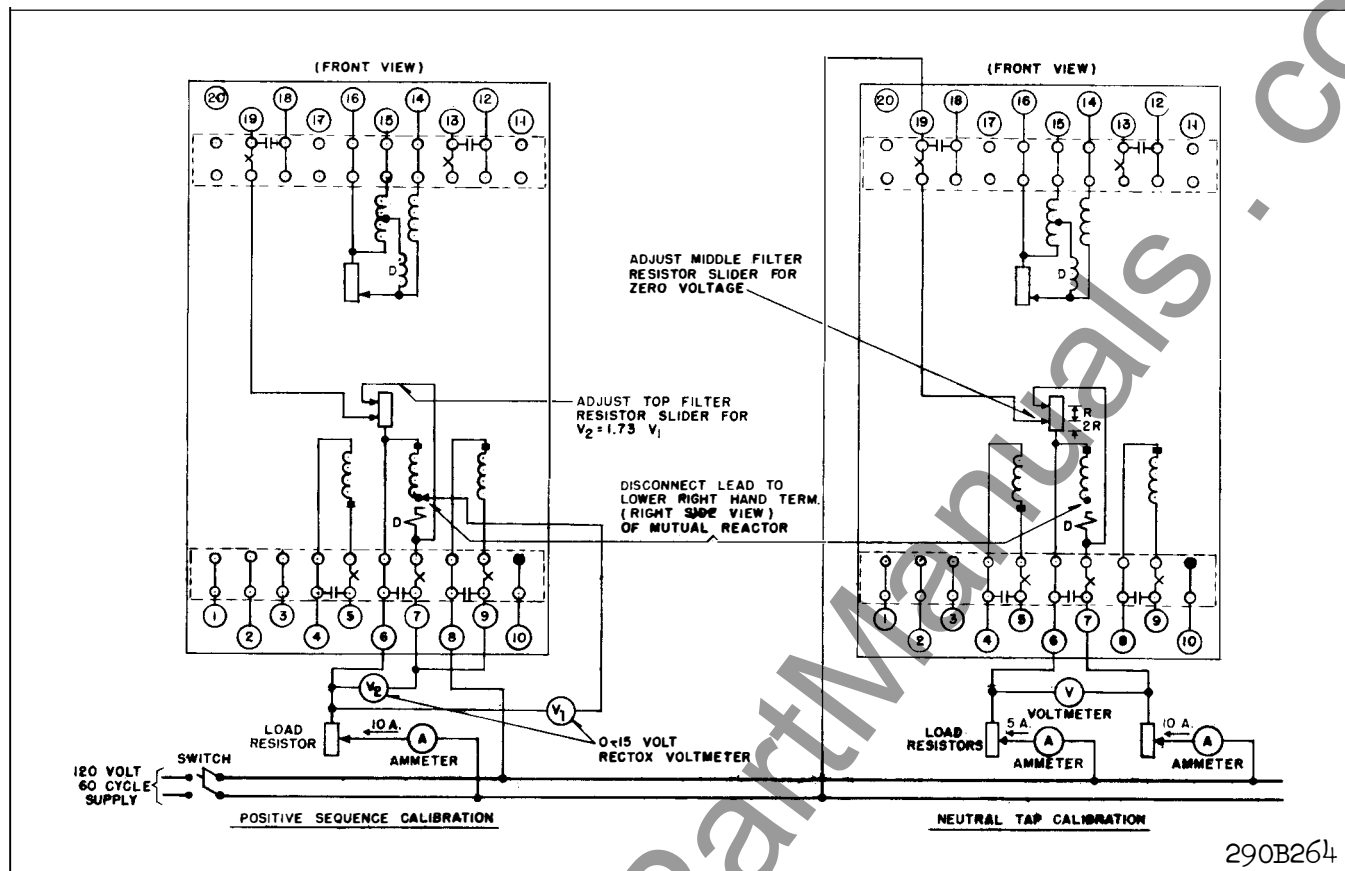 (FRONT VIEW)
20
19
18
17
16
15
14
13
12
11
ADJUST TOP FILTER
RESISTOR SLIDER FOR
V2=1.73 V1
D
D
1
2
3
4
5
6
7
8
9
10
V2
V1
LOAD
RESISTOR
10 A.
A
AMMETER
0-15 VOLT
RECTOX VOLTMETER
120 VOLT
60 CYCLE
SUPPLY
SWITCH
POSITIVE SEQUENCE CALIBRATION
ADJUST MIDDLE FILTER
RESISTOR SLIDER FOR
ZERO VOLTAGE
DISCONNECT LEAD TO
LOWER RIGHT HAND TERM.
(RIGHT SIDE VIEW)
OF MUTUAL REACTOR
(FRONT VIEW)
20
19
18
17
16
15
14
13
12
11
D
R
2R
D
1
2
3
4
5
6
7
8
9
10
V
VOLTMETER
LOAD
RESISTORS
5 A.
A
AMMETER
10 A.
A
AMMETER
NEUTRAL TAP CALIBRATION
290B264
PartManuals . co